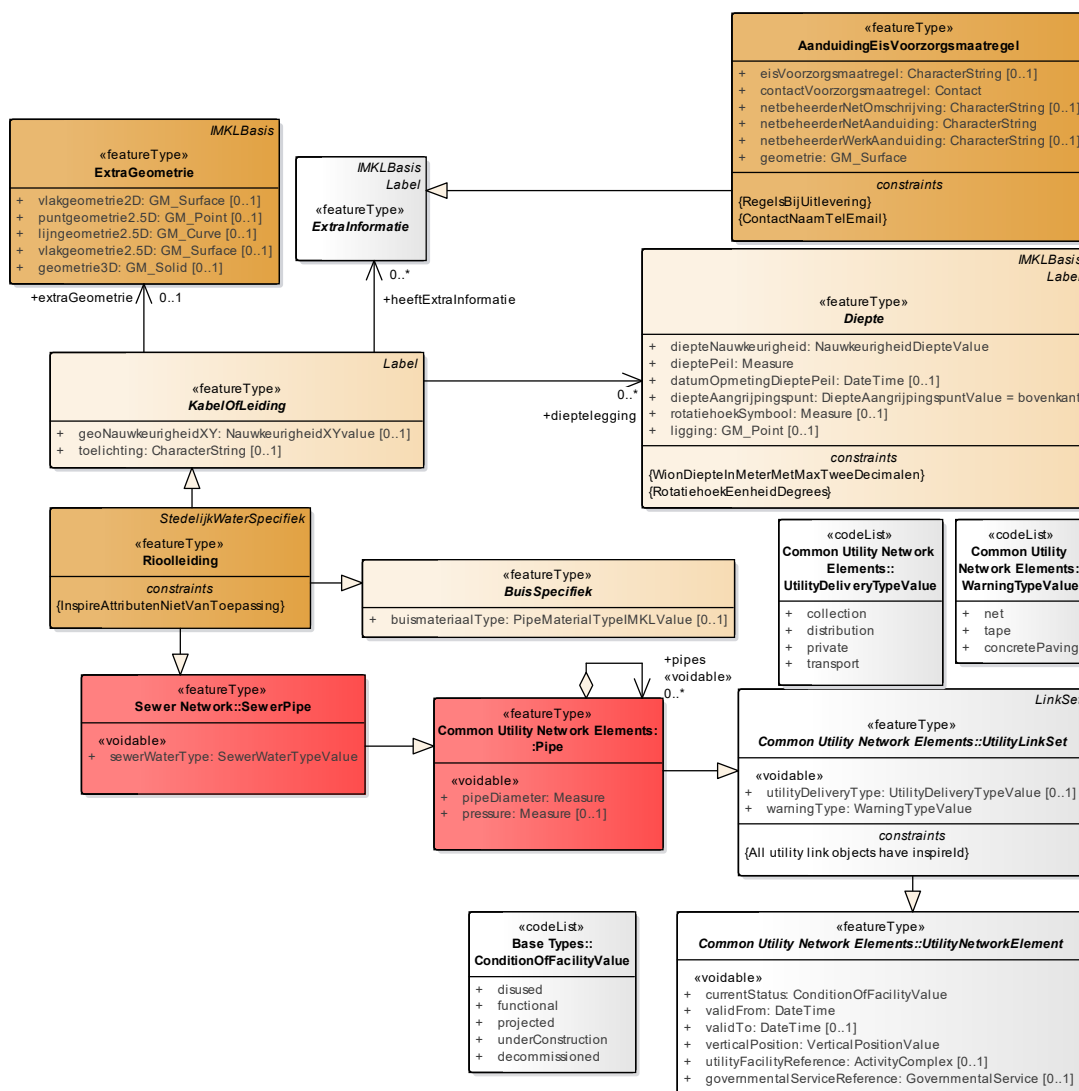 «featureType»
AanduidingEisVoorzorgsmaatregel
+ eisVoorzorgsmaatregel: CharacterString [0..1]
+ contactVoorzorgsmaatregel: Contact
+ netbeheerderNetOmschrijving: CharacterString [0..1]
+ netbeheerderNetAanduiding: CharacterString
+ netbeheerderWerkAanduiding: CharacterString [0..1]
+ geometrie: GM_Surface
constraints
{RegelsBijUitlevering}
{ContactNaamTelEmail}
IMKLBasis
«featureType»
ExtraGeometrie
+ vlakgeometrie2D: GM_Surface [0..1]
+ puntgeometrie2.5D: GM_Point [0..1]
+ lijngeometrie2.5D: GM_Curve [0..1]
+ vlakgeometrie2.5D: GM_Surface [0..1]
+ geometrie3D: GM_Solid [0..1]
IMKLBasis
Label
«featureType»
ExtraInformatie
+extraGeometrie 0..1
0..*
+heeftExtraInformatie
IMKLBasis
Label
«featureType»
Diepte
+ diepteNauwkeurigheid: NauwkeurigheidDiepteValue
+ dieptePeil: Measure
+ datumOpmetingDieptePeil: DateTime [0..1]
+ diepteAangrijpingspunt: DiepteAangrijpingspuntValue = bovenkant
+ rotatiehoekSymbool: Measure [0..1]
+ ligging: GM_Point [0..1]
constraints
{WionDiepteInMeterMetMaxTweeDecimalen}
{RotatiehoekEenheidDegrees}
Label
«featureType»
KabelOfLeiding
+ geoNauwkeurigheidXY: NauwkeurigheidXYvalue [0..1]
+ toelichting: CharacterString [0..1]
0..*
+dieptelegging
StedelijkWaterSpecifiek
«featureType»
Rioolleiding
constraints
{InspireAttributenNietVanToepassing}
«featureType»
BuisSpecifiek
+ buismateriaalType: PipeMaterialTypeIMKLValue [0..1]
«codeList»
Common Utility Network
Elements::
UtilityDeliveryTypeValue
+ collection
+ distribution
+ private
+ transport
«codeList»
Common Utility
Network Elements::
WarningTypeValue
+ net
+ tape
+ concretePaving
«featureType»
Sewer Network::SewerPipe
«voidable»
+ sewerWaterType: SewerWaterTypeValue
+pipes
«voidable»
0..*
«featureType»
Common Utility Network Elements:
:Pipe
«voidable»
+ pipeDiameter: Measure
+ pressure: Measure [0..1]
LinkSet
«featureType»
Common Utility Network Elements::UtilityLinkSet
«voidable»
+ utilityDeliveryType: UtilityDeliveryTypeValue [0..1]
+ warningType: WarningTypeValue
constraints
{All utility link objects have inspireId}
«codeList»
Base Types::
ConditionOfFacilityValue
+ disused
+ functional
+ projected
+ underConstruction
+ decommissioned
«featureType»
Common Utility Network Elements::UtilityNetworkElement
«voidable»
+ currentStatus: ConditionOfFacilityValue
+ validFrom: DateTime
+ validTo: DateTime [0..1]
+ verticalPosition: VerticalPositionValue
+ utilityFacilityReference: ActivityComplex [0..1]
+ governmentalServiceReference: GovernmentalService [0..1]